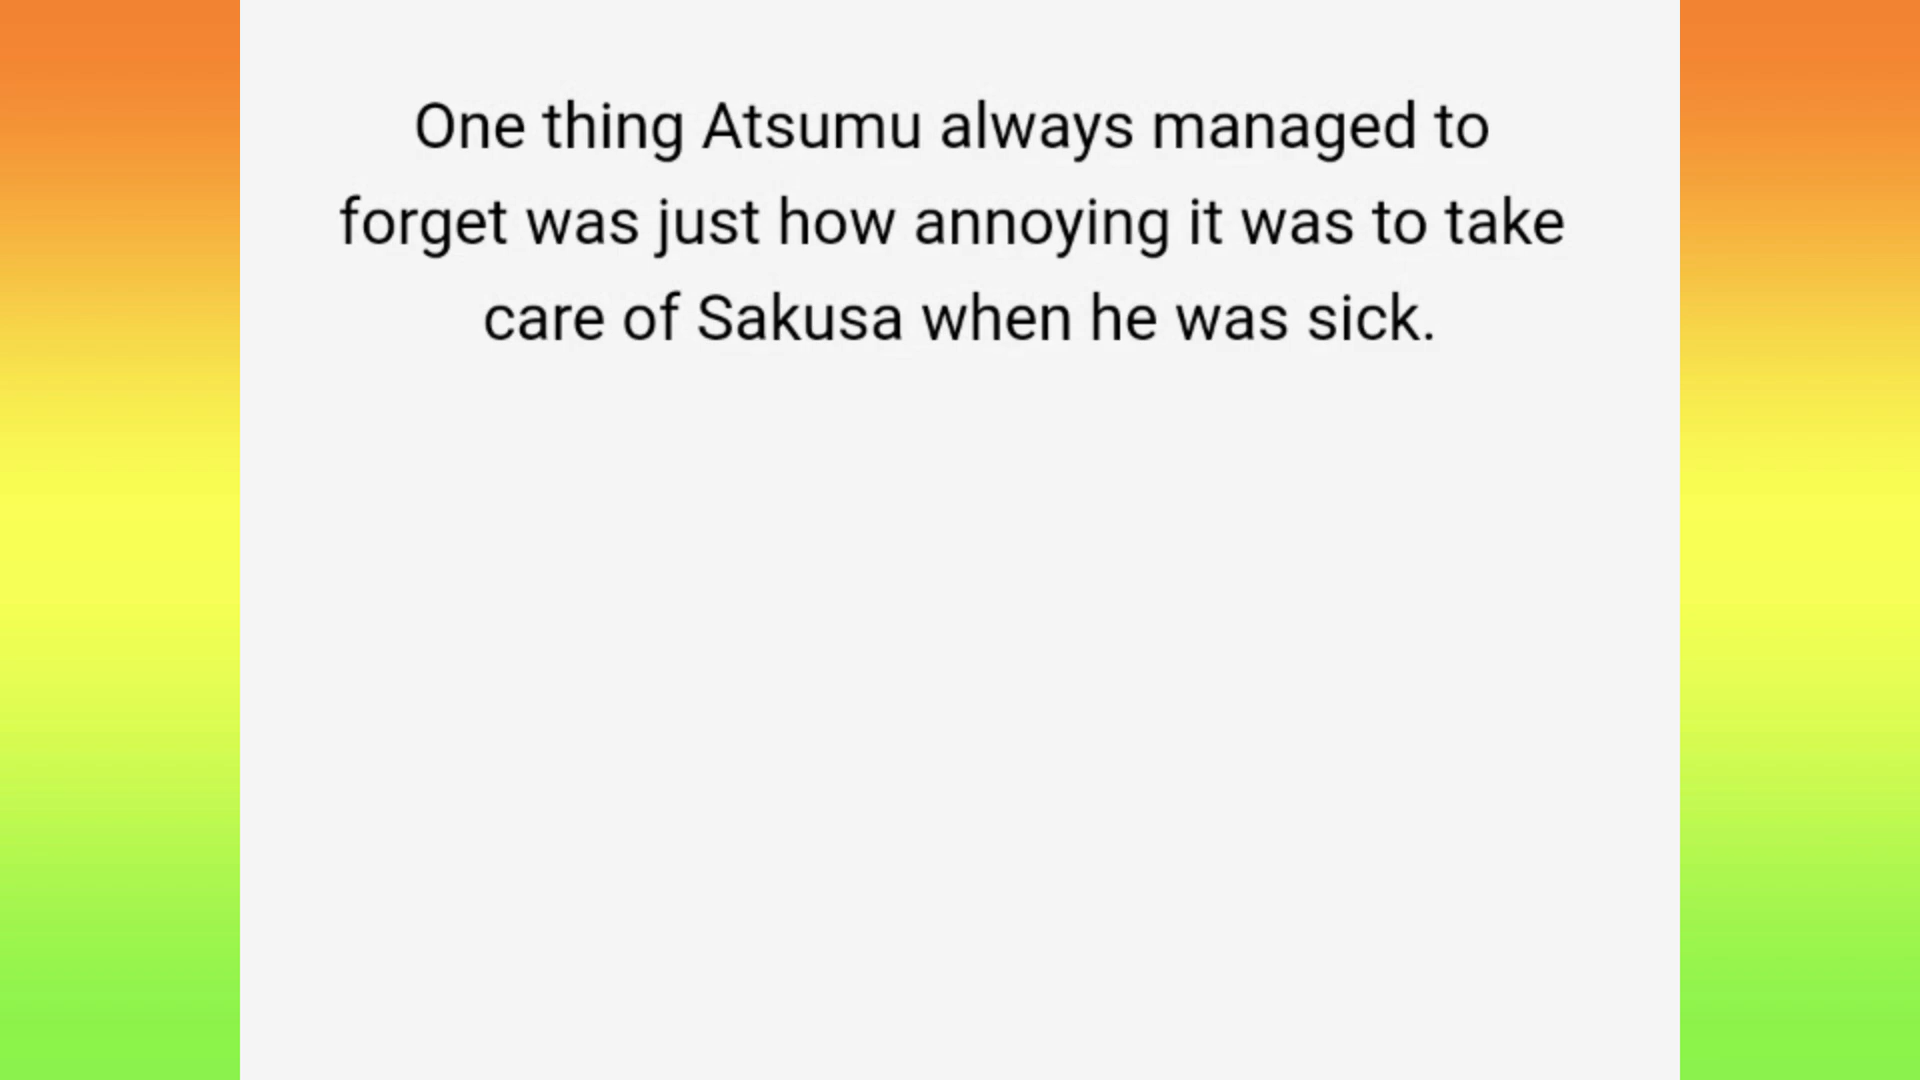 One thing Atsumu always managed to
forget was just how annoying it was to take
care of Sakusa when he was sick.